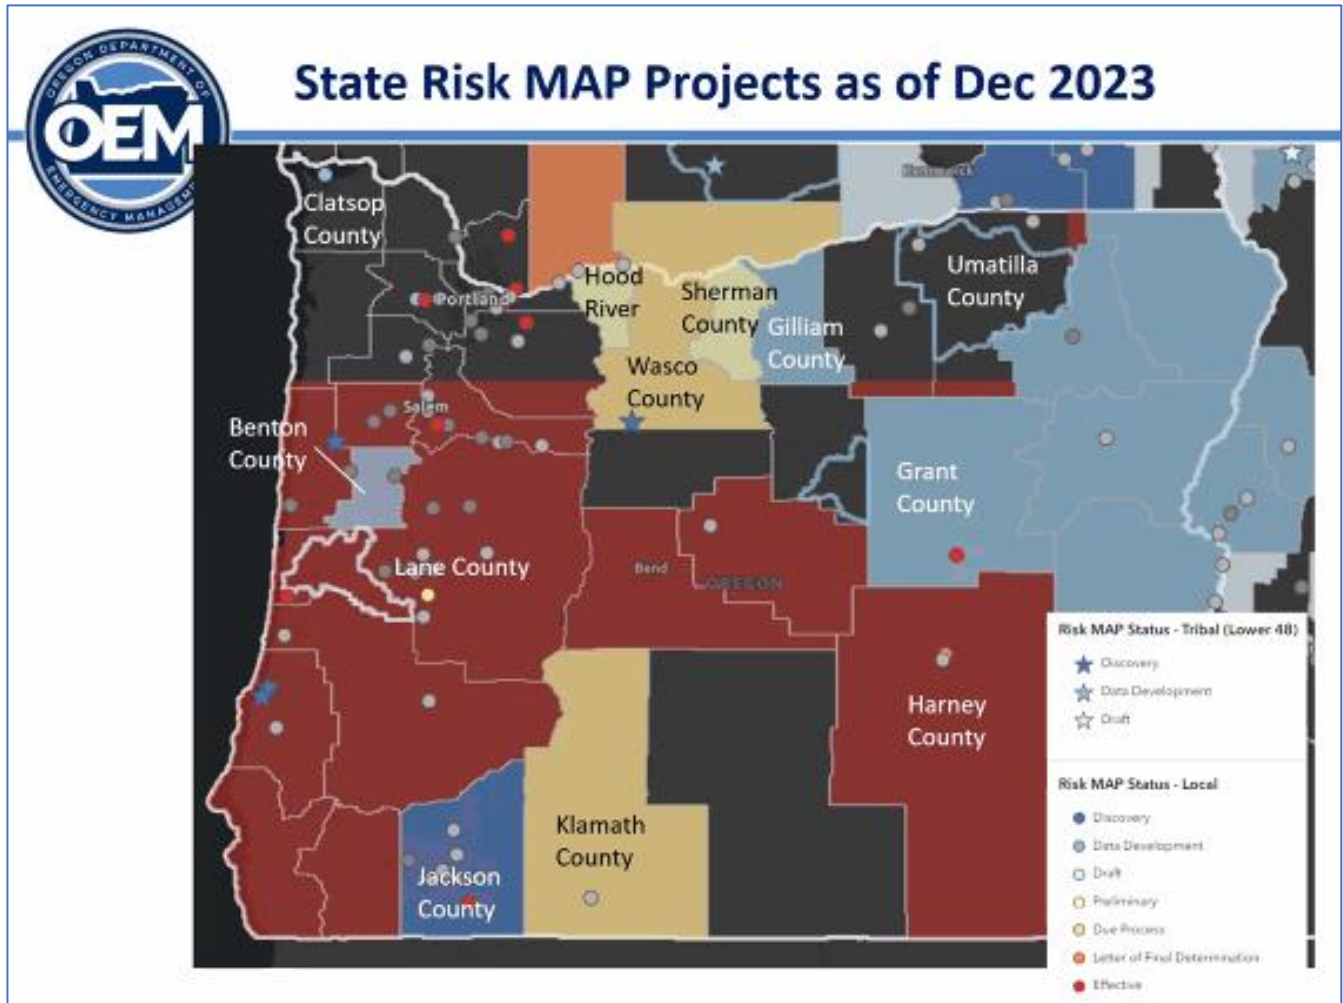 OREGON DEPARTMENT OF
OEM
EMERGENCY MANAGEMENT
State Risk MAP Projects as of Dec 2023
Clatsop
County
Portland
Hood
River
Sherman
County
Gilliam
County
Umatilla
County
Kennewick
Wasco
County
Salem
Benton
County
Grant
County
Lane County
Bend
OREGON
Harney
County
Klamath
County
Jackson
County
Risk MAP Status - Tribal (Lower 48)
Discovery
Data Development
Draft
Risk MAP Status - Local
Discovery
Data Development
Draft
Preliminary
Due Process
Letter of Final Determination
Effective